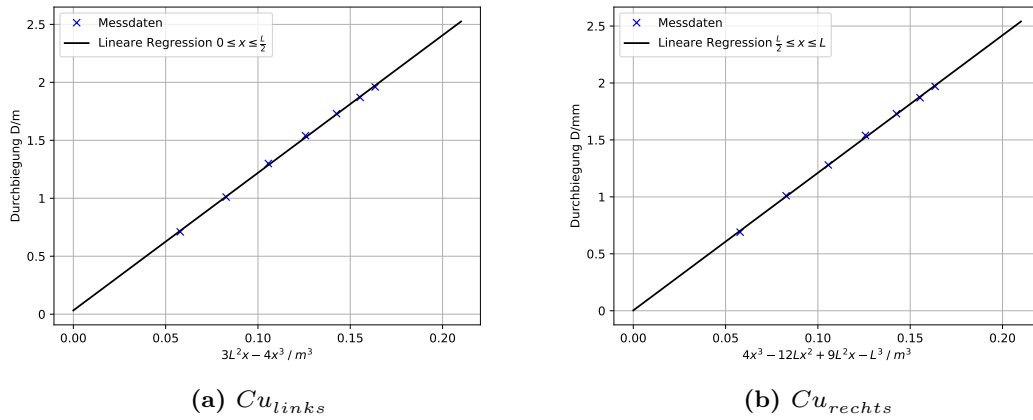 2.5
2
1.5
1
0.5
0
0.00 0.05 0.10 0.15 0.20
Durchbiegung D/m
3L²x − 4x³ / m³
× Messdaten
Lineare Regression 0 ≤ x ≤ L/2
(a) Cu_links
2.5
2
1.5
1
0.5
0
0.00 0.05 0.10 0.15 0.20
Durchbiegung D/mm
4x³ − 12Lx² + 9L²x − L³ / m³
× Messdaten
Lineare Regression L/2 ≤ x ≤ L
(b) Cu_rechts